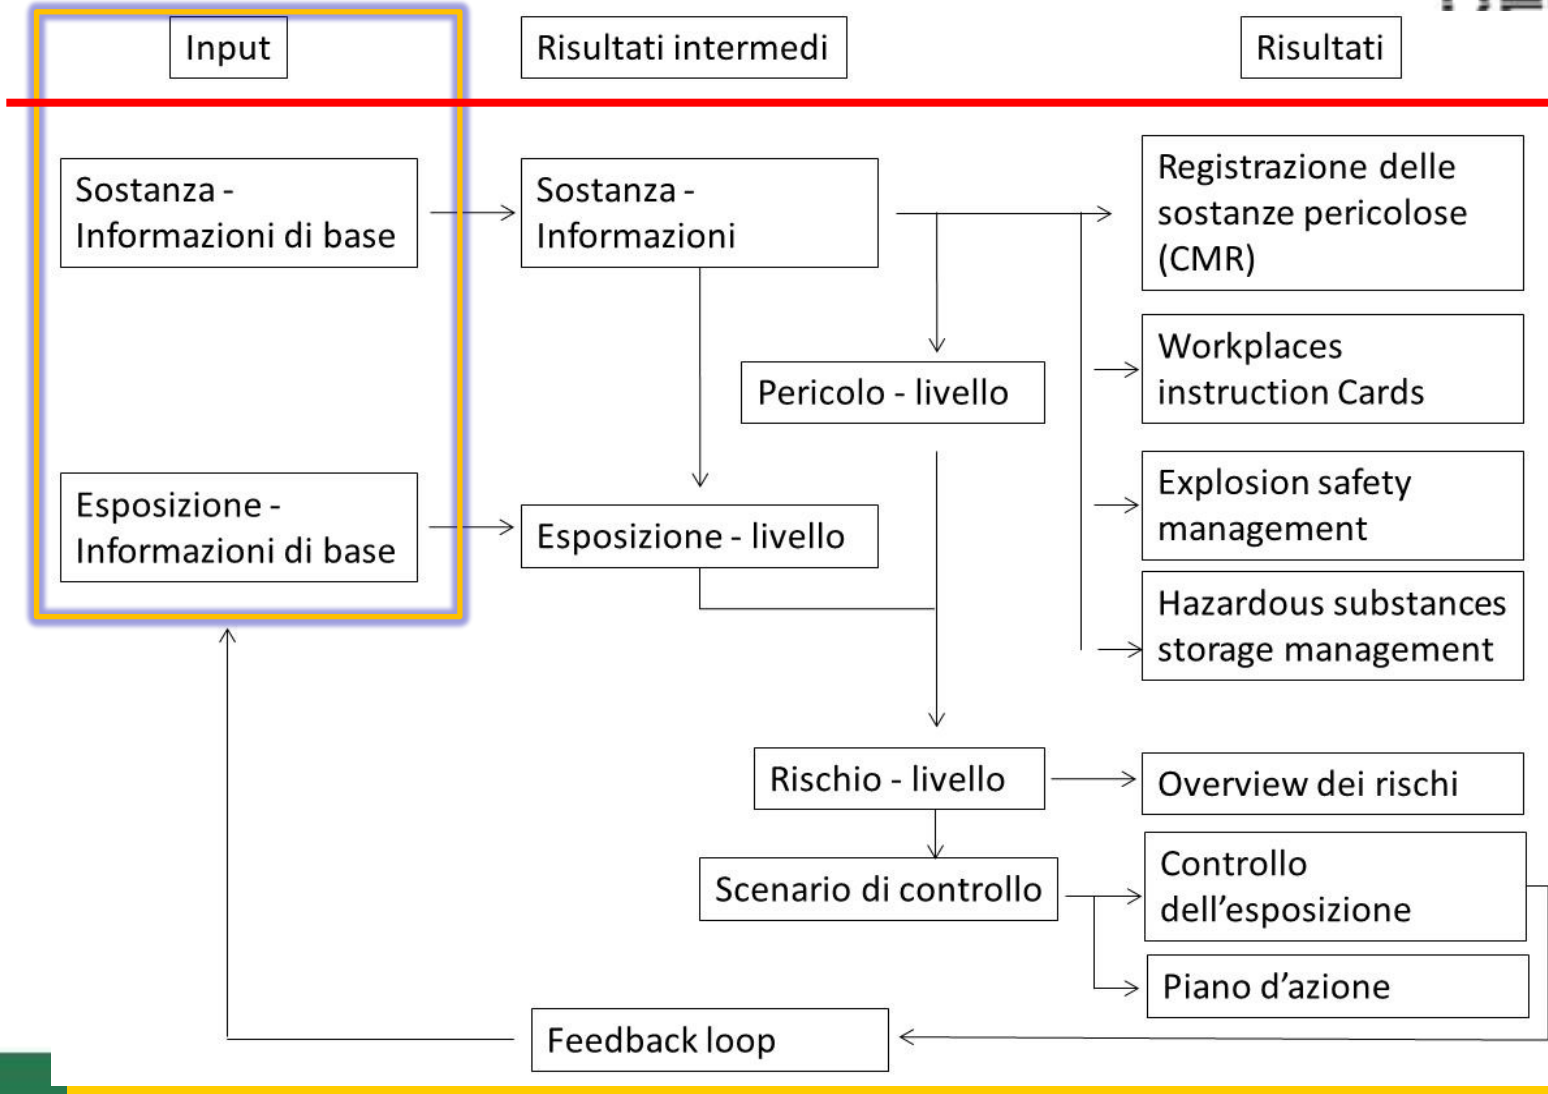 Input
Risultati intermedi
Risultati
Sostanza -
Informazioni di base
Sostanza -
Informazioni
Registrazione delle
sostanze pericolose
(CMR)
Workplaces
instruction Cards
Pericolo - livello
Explosion safety
management
Esposizione -
Informazioni di base
Esposizione - livello
Hazardous substances
storage management
Rischio - livello
Overview dei rischi
Scenario di controllo
Controllo
dell’esposizione
Piano d’azione
Feedback loop